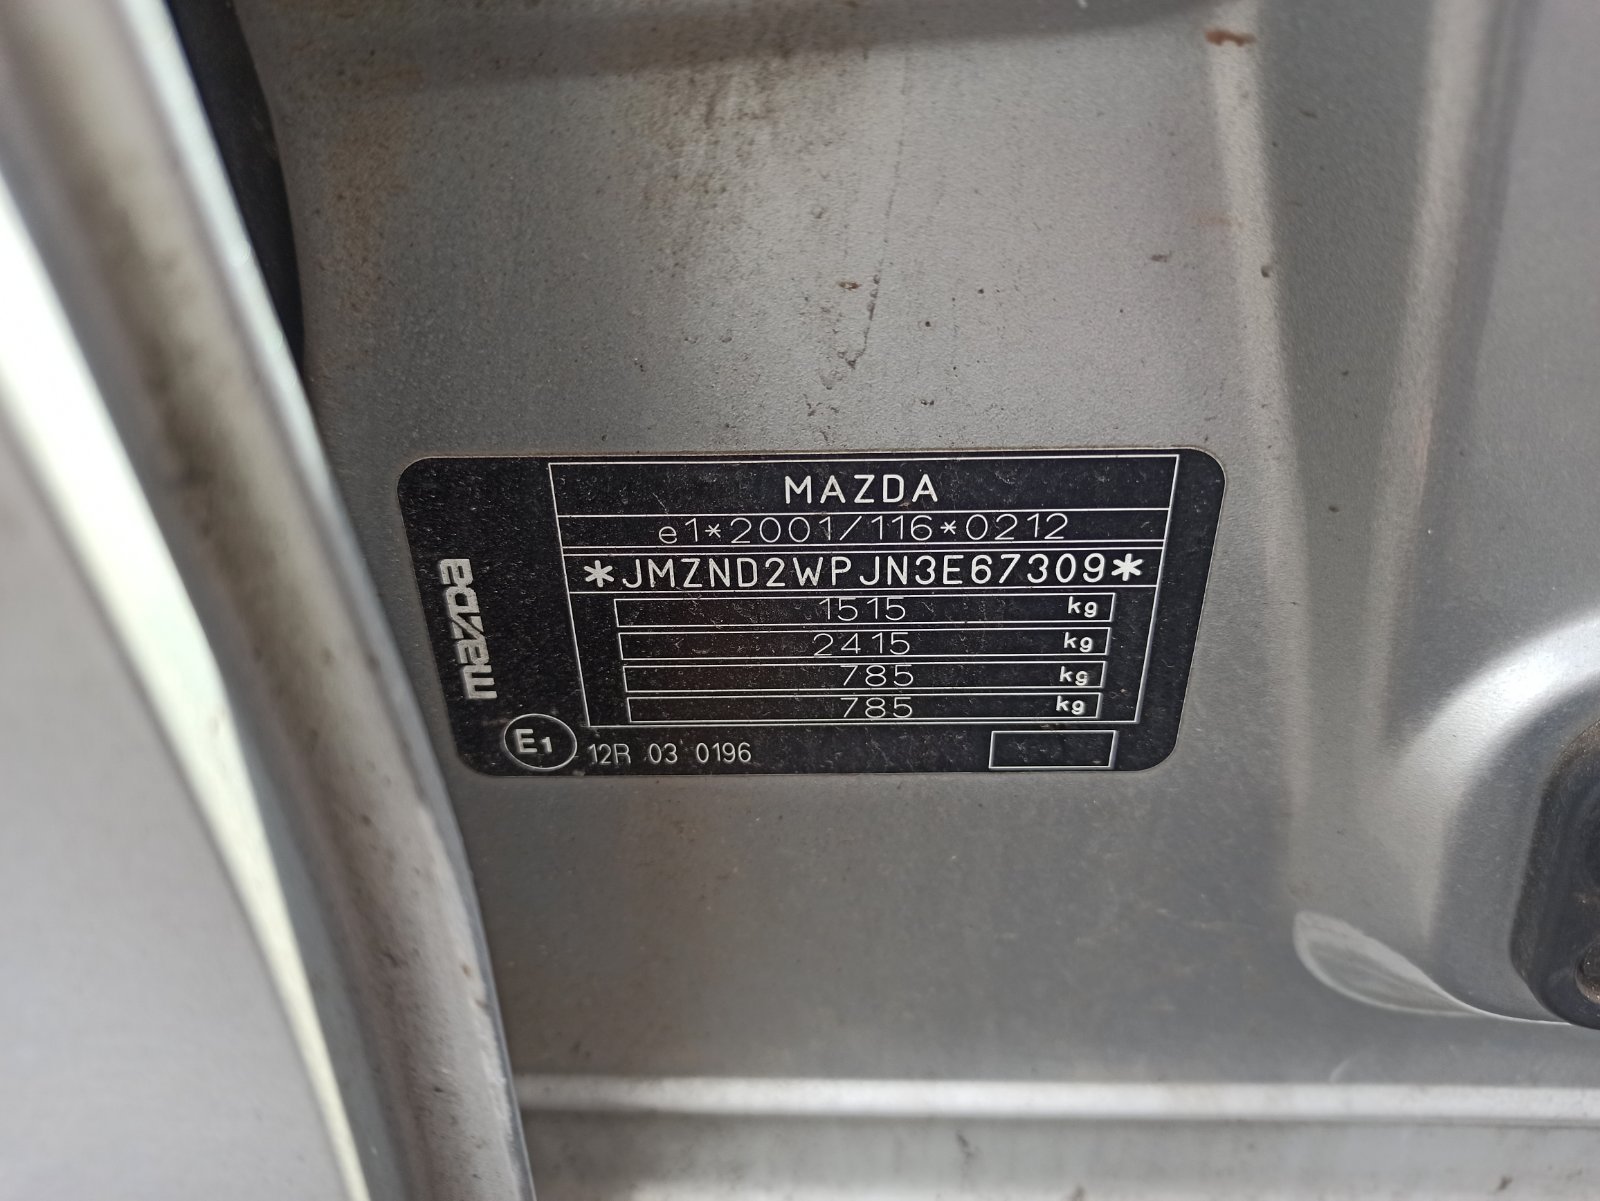 MAZDA
e1*2001/116*0212
*JMZND2WPJN3E67309*
1515 kg
2415 kg
785 kg
785 kg
mazda
E1 12R 03 0196